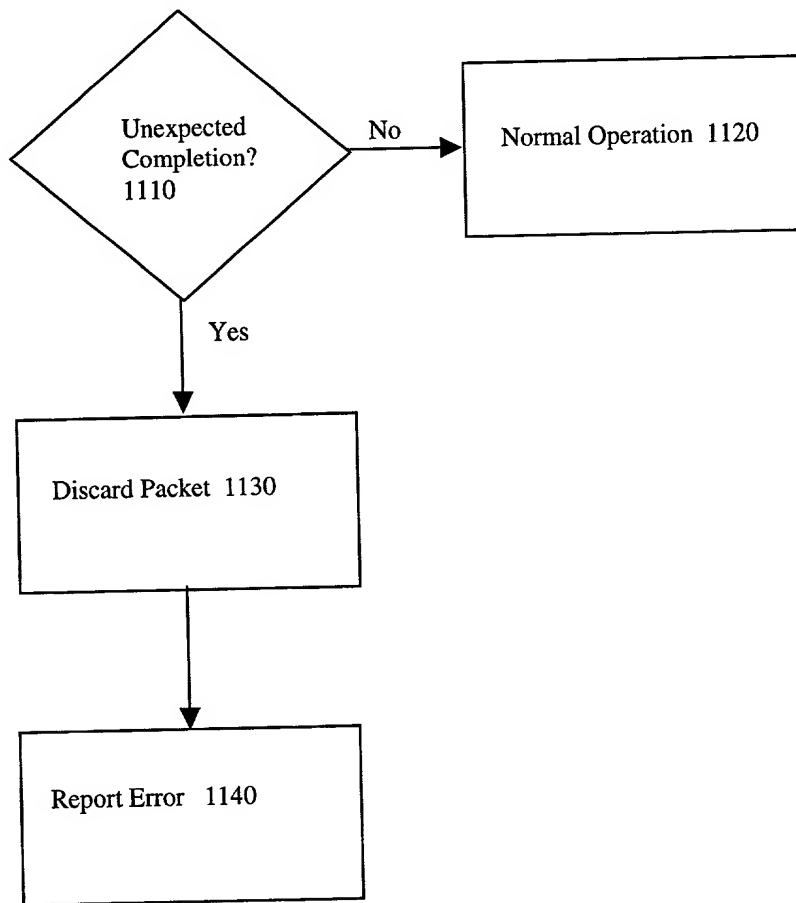 Unexpected
Completion?
1110
No
Normal Operation 1120
Yes
Discard Packet 1130
Report Error 1140